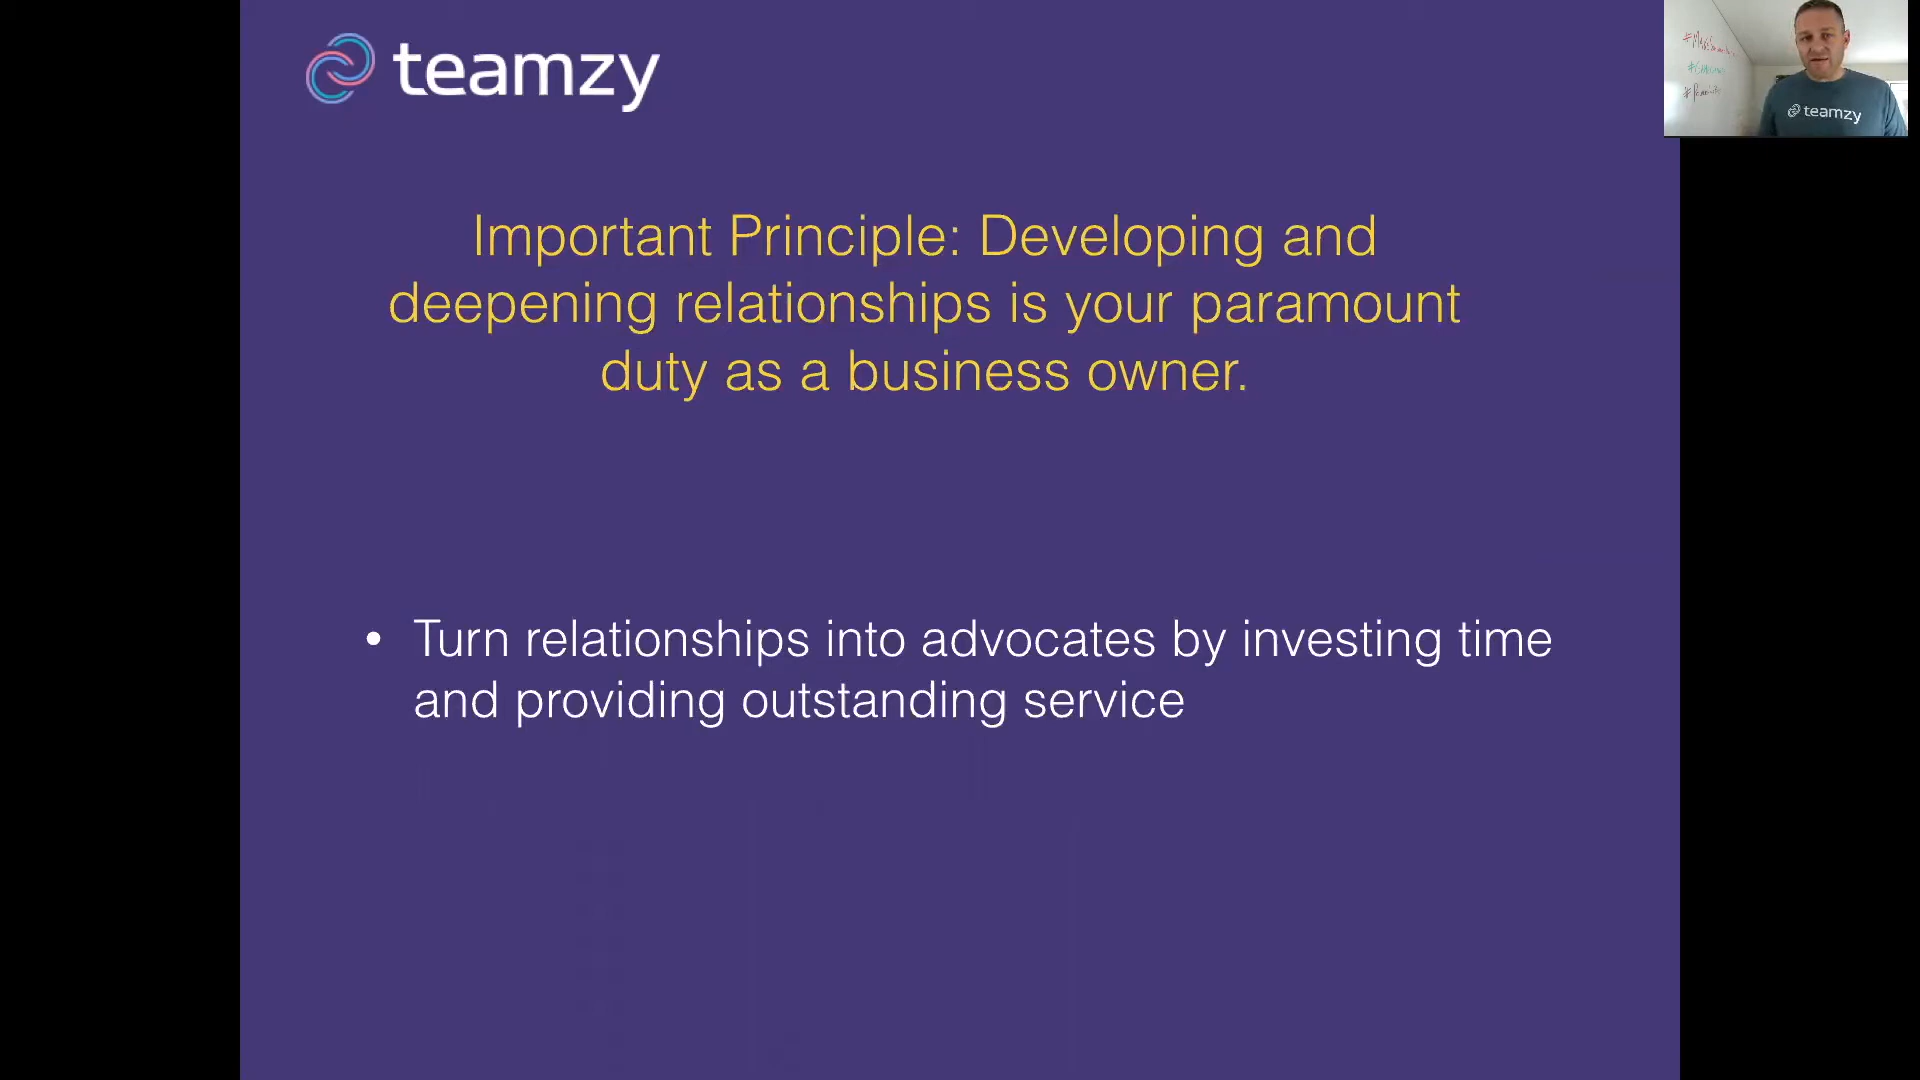 teamzy
Important Principle: Developing and
deepening relationships is your paramount
duty as a business owner.
• Turn relationships into advocates by investing time
and providing outstanding service
teamzy